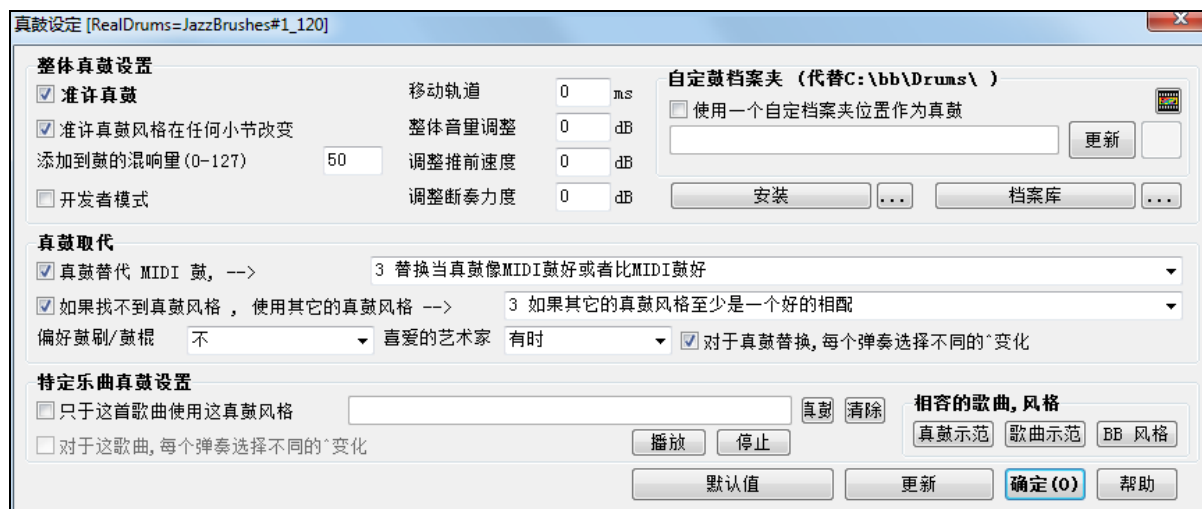 真鼓设定 [RealDrums=JazzBrushes#1_120]
整体真鼓设置
准许真鼓
准许真鼓风格在任何小节改变
添加到鼓的混响量(0-127) 50
开发者模式
移动轨道 0 ms
整体音量调整 0 dB
调整推前速度 0 dB
调整断奏力度 0 dB
自定鼓档案夹 (代替C:\bb\Drums\ )
使用一个自定档案夹位置作为真鼓
更新
安装 ... 档案库 ...
真鼓取代
真鼓替代 MIDI 鼓, --> 3 替换当真鼓像MIDI鼓好或者比MIDI鼓好
如果找不到真鼓风格 , 使用其它的真鼓风格 --> 3 如果其它的真鼓风格至少是一个好的相配
偏好鼓刷/鼓棍 不 喜爱的艺术家 有时 对于真鼓替换,每个弹奏选择不同的^变化
特定乐曲真鼓设置
只于这首歌曲使用这真鼓风格 真鼓 清除
对于这歌曲,每个弹奏选择不同的^变化 播放 停止
相容的歌曲,风格
真鼓示范 歌曲示范 BB 风格
默认值 更新 确定(O) 帮助